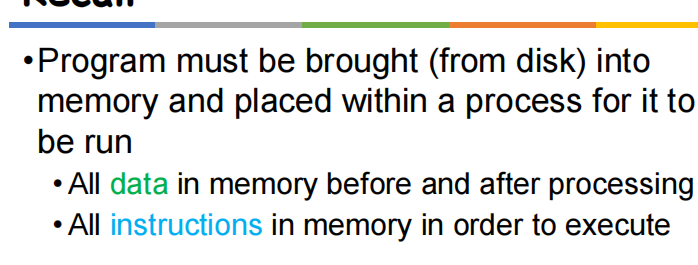 Recall
•Program must be brought (from disk) into
memory and placed within a process for it to
be run
• All data in memory before and after processing
• All instructions in memory in order to execute